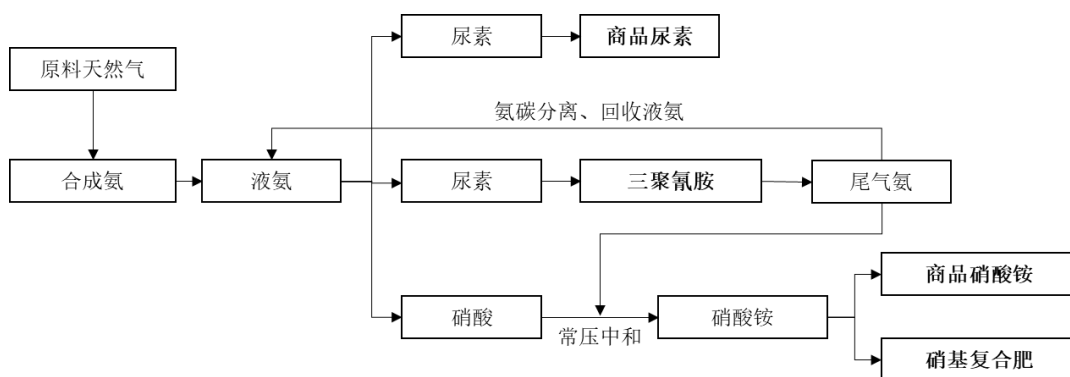 尿素
商品尿素
原料天然气
氨碳分离、回收液氨
合成氨
液氨
尿素
三聚氰胺
尾气氨
商品硝酸铵
硝酸
常压中和
硝酸铵
硝基复合肥